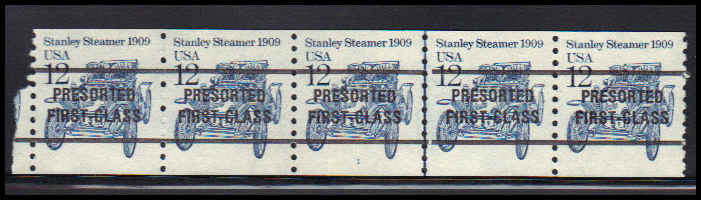 Stanley Steamer 1909 Stanley Steamer 1909 Stanley Steamer 1909 Stanley Steamer 1909 Stanley Steamer 1909
USA USA USA USA USA
12 12 12 12 12
PRESORTED PRESORTED PRESORTED PRESORTED PRESORTED
FIRST-CLASS FIRST-CLASS FIRST-CLASS FIRST-CLASS FIRST-CLASS
1